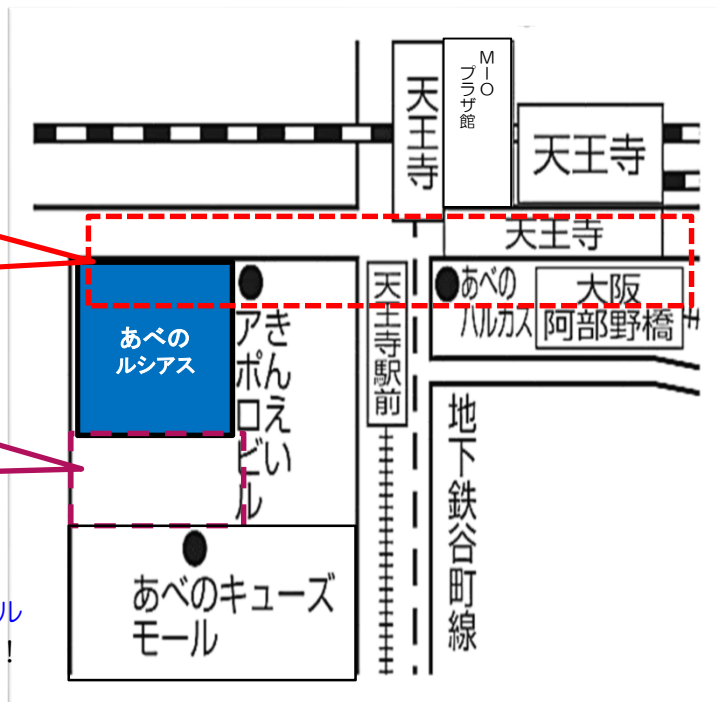 MIO
プラザ館
天王寺
天王寺
天王寺
あべの
ルシアス
きんえい
アポロビル
天王寺駅前
あべの
ハルカス
大阪
阿部野橋
地下鉄谷町線
あべのキューズ
モール
ル
!